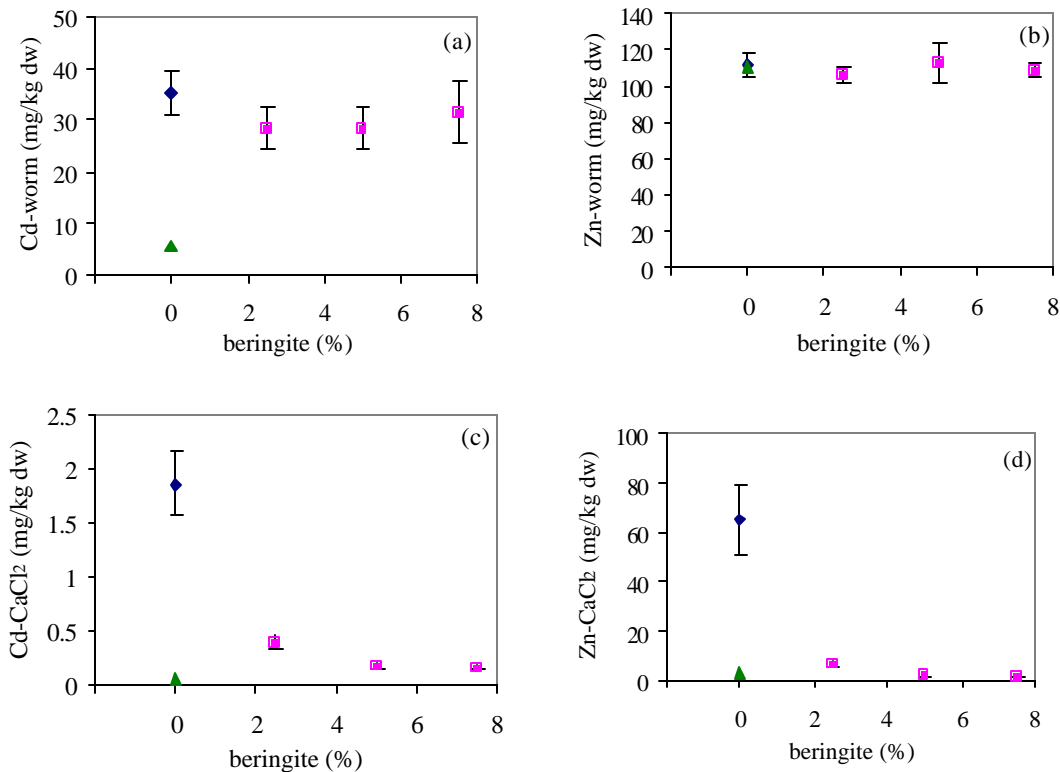 (a)
Cd-worm (mg/kg dw)
50
40
30
20
10
0
0 2 4 6 8
beringite (%)
(b)
Zn-worm (mg/kg dw)
140
120
100
80
60
40
20
0
0 2 4 6 8
beringite (%)
(c)
Cd-CaCl2 (mg/kg dw)
2.5
2
1.5
1
0.5
0
0 2 4 6 8
beringite (%)
(d)
Zn-CaCl2 (mg/kg dw)
100
80
60
40
20
0
0 2 4 6 8
beringite (%)